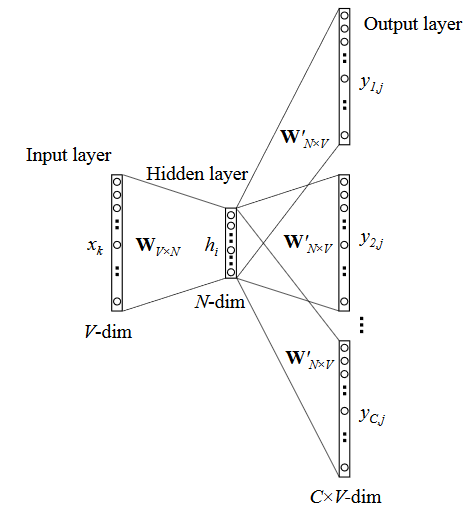 Output layer
y1,j
W'N×V
Input layer
Hidden layer
xk
WV×N
hi
W'N×V
y2,j
N-dim
V-dim
W'N×V
yC,j
C×V-dim